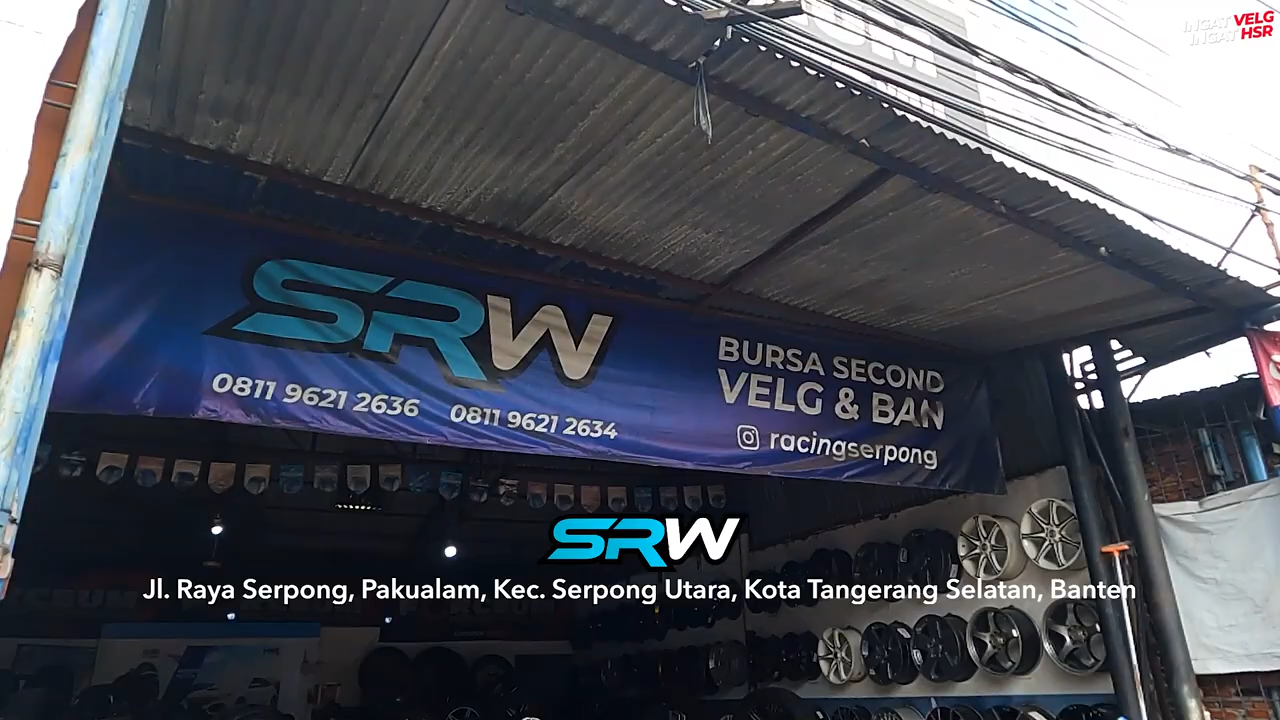 INGAT VELG
INGAT HSR
SRW
0811 9621 2636 0811 9621 2634
BURSA SECOND
VELG & BAN
racingserpong
SRW
Jl. Raya Serpong, Pakualam, Kec. Serpong Utara, Kota Tangerang Selatan, Banten